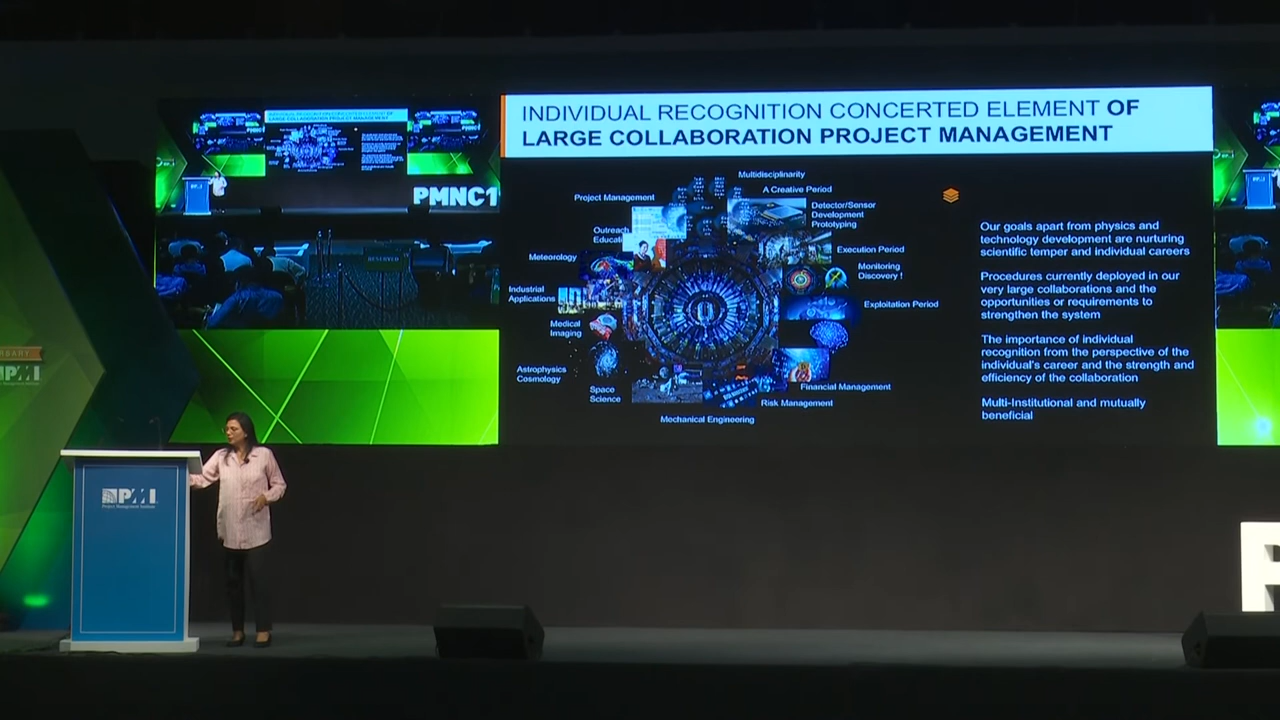 INDIVIDUAL RECOGNITION CONCERTED ELEMENT OF
LARGE COLLABORATION PROJECT MANAGEMENT
PMNC1
Multidisciplinarity
A Creative Period
Project Management
Detector/Sensor
Development
Prototyping
Outreach
Execution Period
Meteorology
Monitoring
Discovery !
Industrial
Applications
Exploitation Period
Medical
Imaging
Astrophysics
Cosmology
Space
Science
Financial Management
Risk Management
Mechanical Engineering
Our goals apart from physics and
technology development are nurturing
scientific temper and individual careers
Procedures currently deployed in our
very large collaborations and the
opportunities or requirements to
strengthen the system
The importance of individual
recognition from the perspective of the
individual's career and the strength and
efficiency of the collaboration
Multi-Institutional and mutually
beneficial
RESERVED
PMI
Project Management Institute